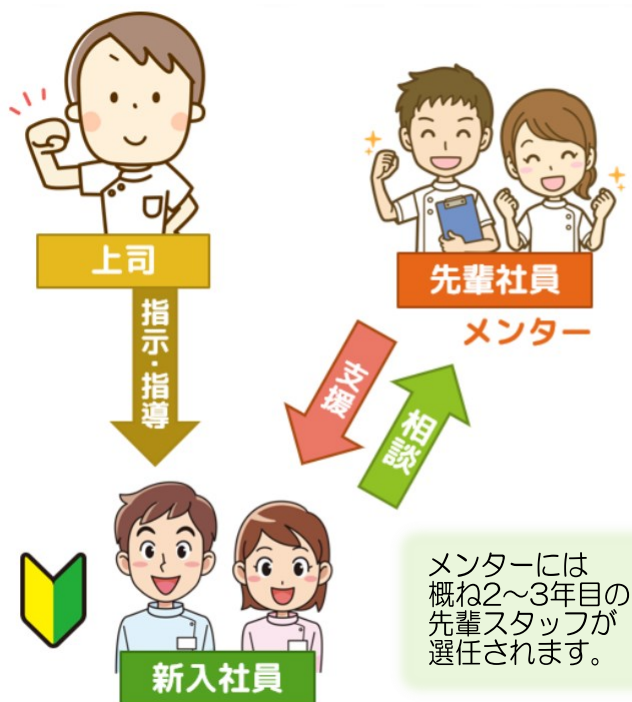 上司
先輩社員
メンター
指示・指導
支援
相談
新入社員
メンターには
概ね2～3年目の
先輩スタッフが
選任されます。